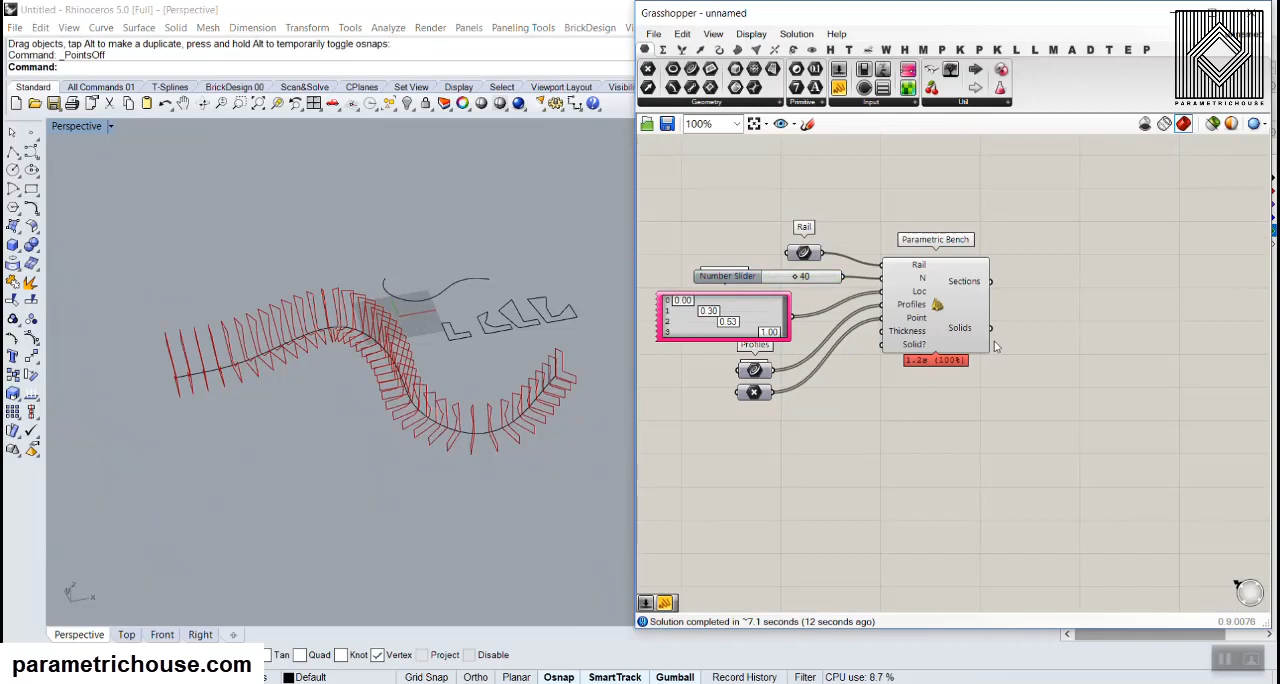 Untitled - Rhinoceros 5.0 [Full] - [Perspective]
File Edit View Curve Surface Solid Mesh Dimension Transform Tools Analyze Render Panels Paneling Tools BrickDesign
Drag objects, tap Alt to make a duplicate, press and hold Alt to temporarily toggle osnaps:
Command: _PointsOff
Command:
Standard All Commands 01 T-Splines BrickDesign 00 Scan&Solve CPlanes Set View Display Select Viewport Layout
Perspective
z
x
Perspective Top Front Right
Tan Quad Knot Vertex Project Disable
Default Grid Snap Ortho Planar Osnap SmartTrack Gumball Record History Filter CPU use: 8.7 %
parametrichouse.com
Grasshopper - unnamed
File Edit View Display Solution Help
H T W H M P K P K L L M A D T E P
Geometry Primitive Input Util
100%
PARAMETRICHOUSE
Rail
Number Slider 40
0 0.00
1 0.30
2 0.53
3 1.00
Profiles
Parametric Bench
Rail
N
Loc
Profiles
Point
Thickness
Solid?
Sections
Solids
1.2s (100%)
Solution completed in ~7.1 seconds (12 seconds ago)
0.9.0076